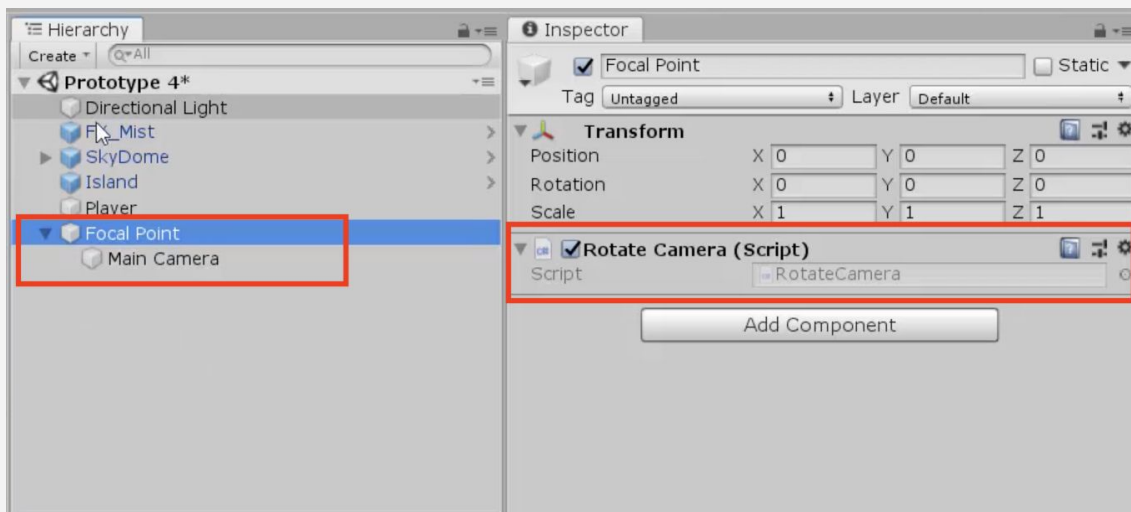 Hierarchy
Create All
Prototype 4*
Directional Light
FX_Mist
SkyDome
Island
Player
Focal Point
Main Camera
Inspector
Focal Point Static
Tag Untagged Layer Default
Transform
Position X 0 Y 0 Z 0
Rotation X 0 Y 0 Z 0
Scale X 1 Y 1 Z 1
Rotate Camera (Script)
Script RotateCamera
Add Component